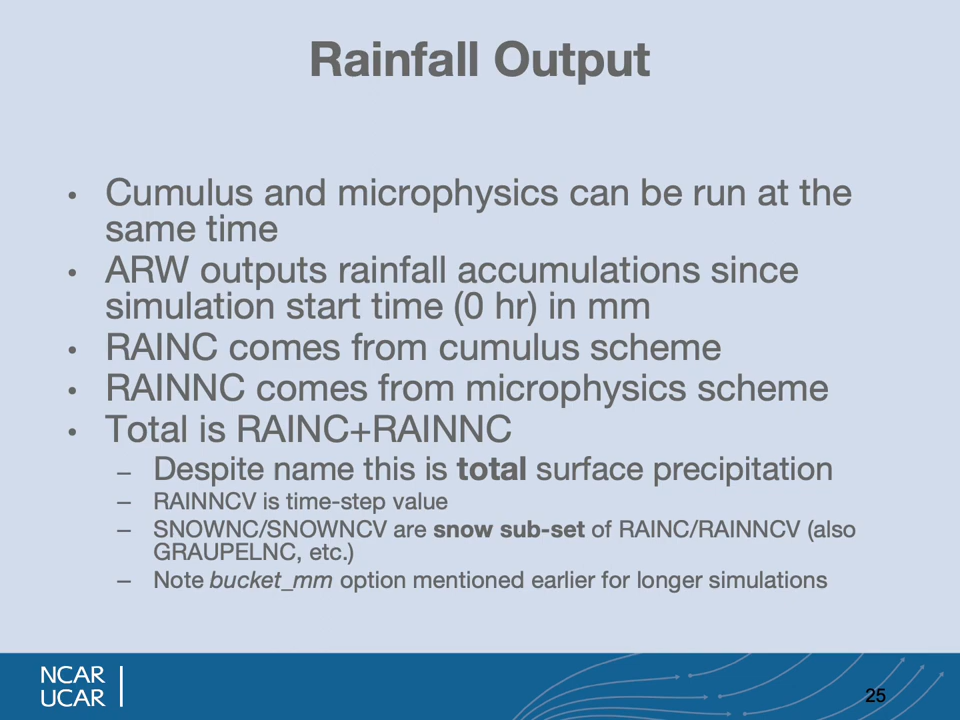 Rainfall Output
• Cumulus and microphysics can be run at the
same time
• ARW outputs rainfall accumulations since
simulation start time (0 hr) in mm
• RAINC comes from cumulus scheme
• RAINNC comes from microphysics scheme
• Total is RAINC+RAINNC
– Despite name this is total surface precipitation
– RAINNCV is time-step value
– SNOWNC/SNOWNCV are snow sub-set of RAINC/RAINNCV (also
GRAUPELNC, etc.)
– Note bucket_mm option mentioned earlier for longer simulations
NCAR
UCAR
25